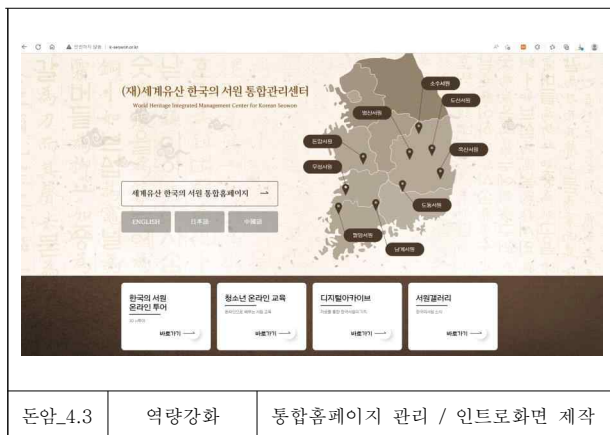 (재)세계유산 한국의 서원 통합관리센터
World Heritage Integrated Management Center for Korean Seowon
소수서원
도산서원
병산서원
돈암서원
옥산서원
무성서원
세계유산 한국의 서원 통합홈페이지
도동서원
ENGLISH 日本語 中國語
필암서원
남계서원
한국의 서원
온라인 투어
바로가기
청소년 온라인 교육
바로가기
디지털아카이브
바로가기
서원갤러리
바로가기
돈암_4.3 역량강화 통합홈페이지 관리 / 인트로화면 제작